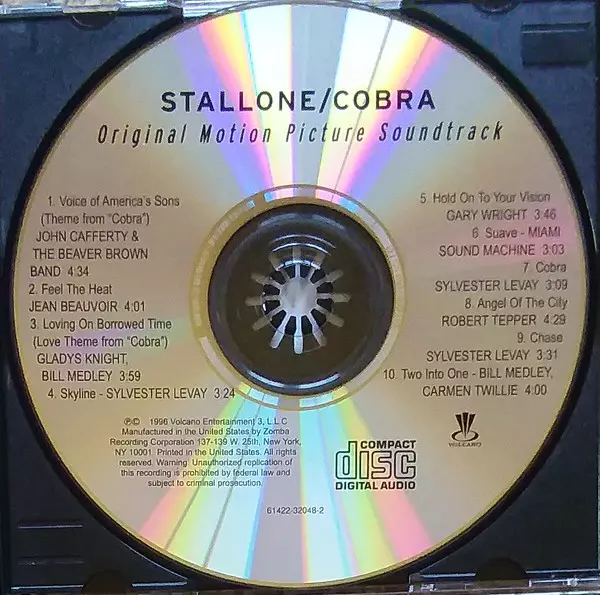 STALLONE/COBRA
Original Motion Picture Soundtrack
1. Voice of America's Sons
(Theme from "Cobra")
JOHN CAFFERTY &
THE BEAVER BROWN
BAND 4:34
2. Feel The Heat
JEAN BEAUVOIR 4:01
3. Loving On Borrowed Time
(Love Theme from "Cobra")
GLADYS KNIGHT,
BILL MEDLEY 3:59
4. Skyline - SYLVESTER LEVAY 3:24
5. Hold On To Your Vision
GARY WRIGHT 3:46
6. Suave - MIAMI
SOUND MACHINE 3:03
7. Cobra
SYLVESTER LEVAY 3:09
8. Angel Of The City
ROBERT TEPPER 4:29
9. Chase
SYLVESTER LEVAY 3:31
10. Two Into One - BILL MEDLEY,
CARMEN TWILLIE 4:00
℗© 1996 Volcano Entertainment 3, L.L.C
Manufactured in the United States by Zomba
Recording Corporation 137-139 W. 25th, New York,
NY 10001 Printed in the United States. All rights
reserved. Warning: Unauthorized replication of
this recording is prohibited by federal law and
subject to criminal prosecution.
61422-32048-2
COMPACT
disc
DIGITAL AUDIO
VOLCANO